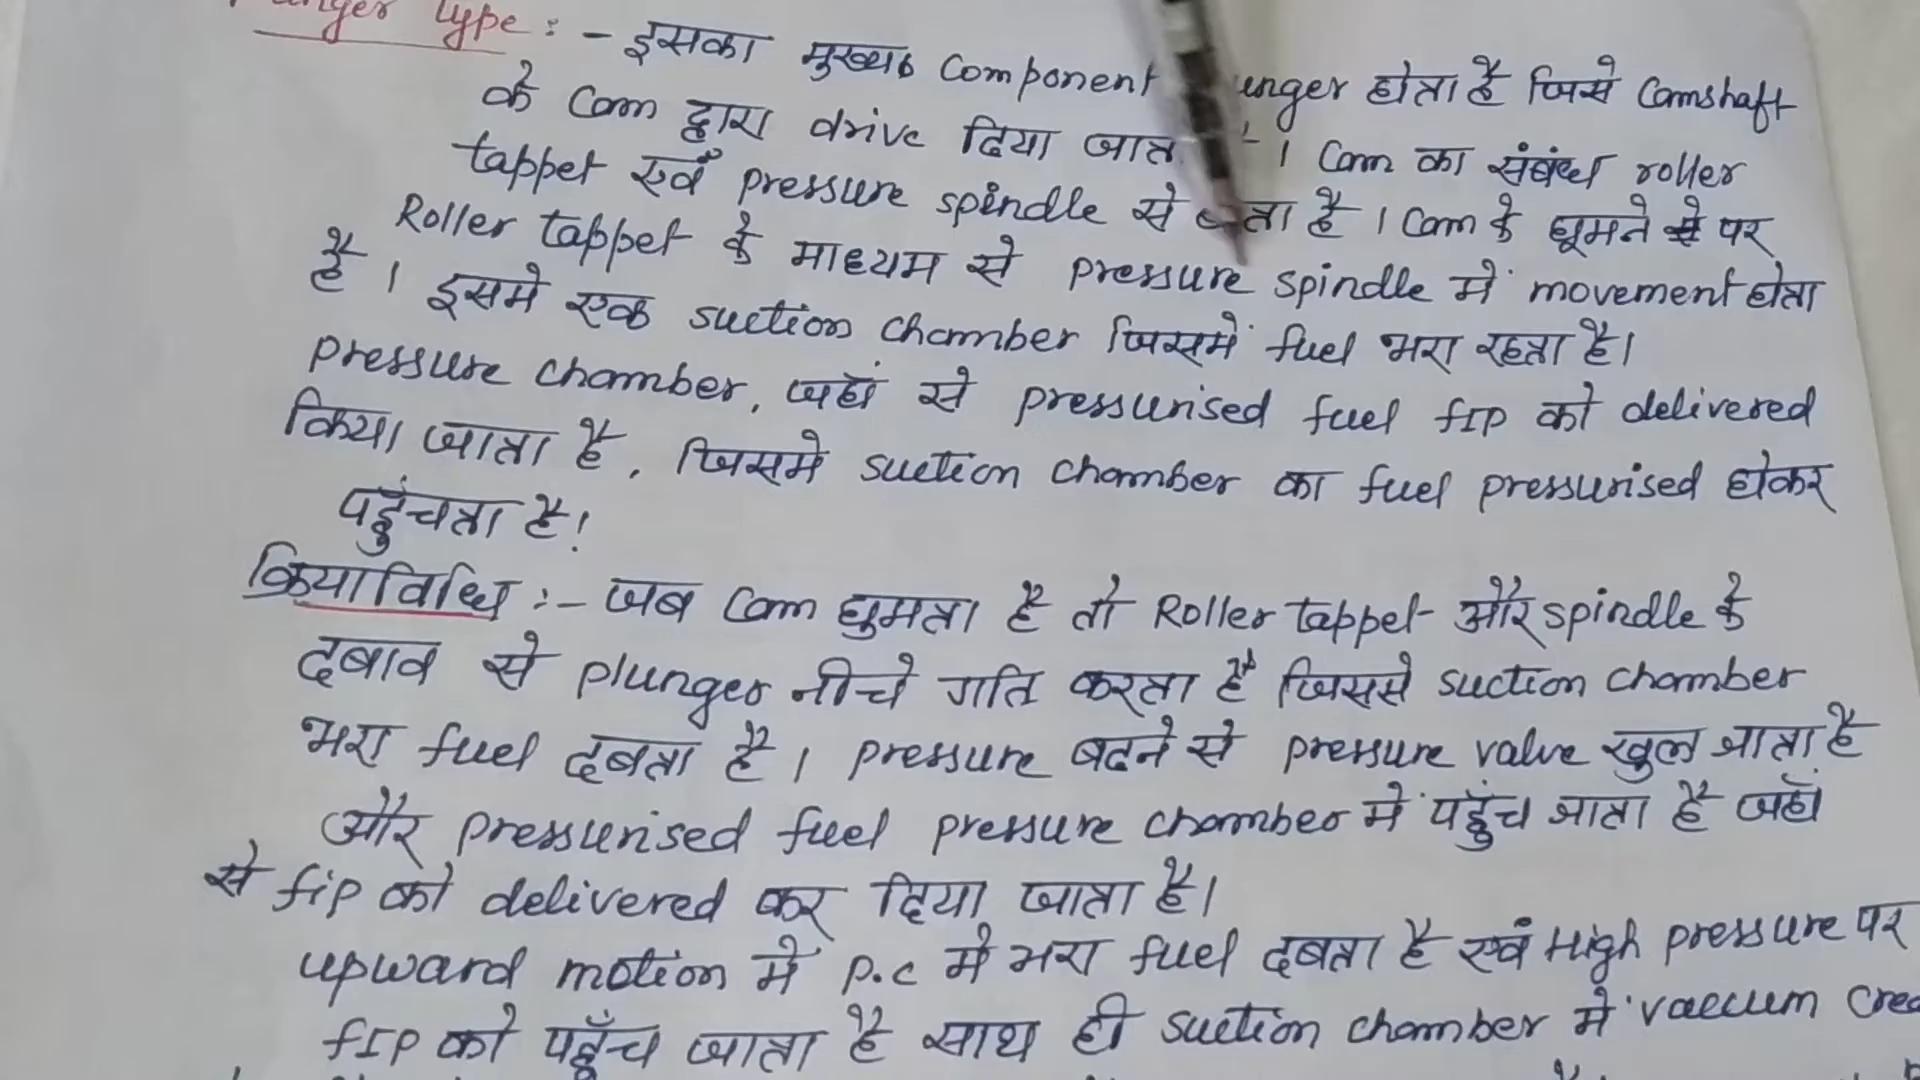 type : - इसका मुख्य component होता है जिसे Camshaft
के Cam द्वारा drive दिया जात । Cam का संबंध roller
tappet एवँ pressure spindle से है । Cam के घूमने पर
Roller tappet के माध्यम से pressure spindle में movement होता
है । इसमे एक suction chamber जिसमें fuel भरा रहता है।
pressure chamber, जहाँ से pressurised fuel fIP को delivered
किया जाता है, जिसमे suction chamber का fuel pressurised होकर
पहुँचता है!
क्रियाविधि :- जब Cam घुमता है तो Roller tappet और spindle के
दबाव से plunger नीचे गति करता है जिससे suction chamber
भरा fuel दबता है । pressure बढने से pressure valve खुल जाता है
और pressurised fuel pressure chamber में पहुँच जाता है जहाँ
से fip को delivered कर दिया जाता है।
upward motion में p.c मे भरा fuel दबता है एवं High pressure पर
fIP को पहुँच जाता है साथ ही suction chamber मे vaccum